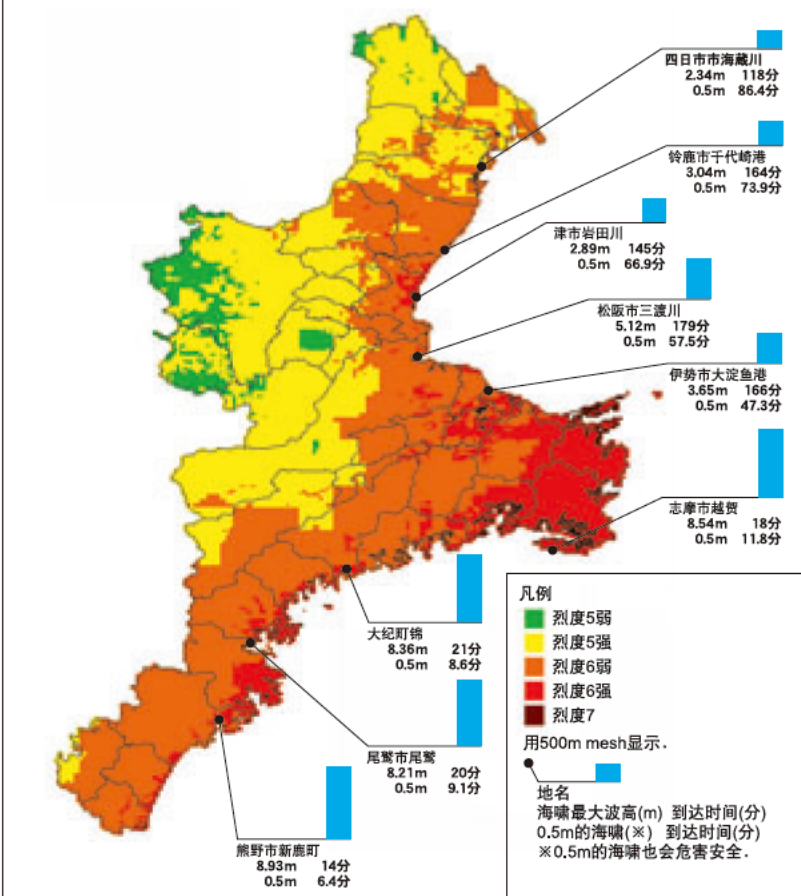 四日市市海蔵川
2.34m 118分
0.5m 86.4分
铃鹿市千代崎港
3.04m 164分
0.5m 73.9分
津市岩田川
2.89m 145分
0.5m 66.9分
松阪市三渡川
5.12m 179分
0.5m 57.5分
伊势市大淀鱼港
3.65m 166分
0.5m 47.3分
志摩市越贺
8.54m 18分
0.5m 11.8分
大纪町锦
8.36m 21分
0.5m 8.6分
尾鹫市尾鹫
8.21m 20分
0.5m 9.1分
熊野市新鹿町
8.93m 14分
0.5m 6.4分
凡例
烈度5弱
烈度5强
烈度6弱
烈度6强
烈度7
用500m mesh显示.
地名
海啸最大波高(m) 到达时间(分)
0.5m的海啸(※) 到达时间(分)
※0.5m的海啸也会危害安全.